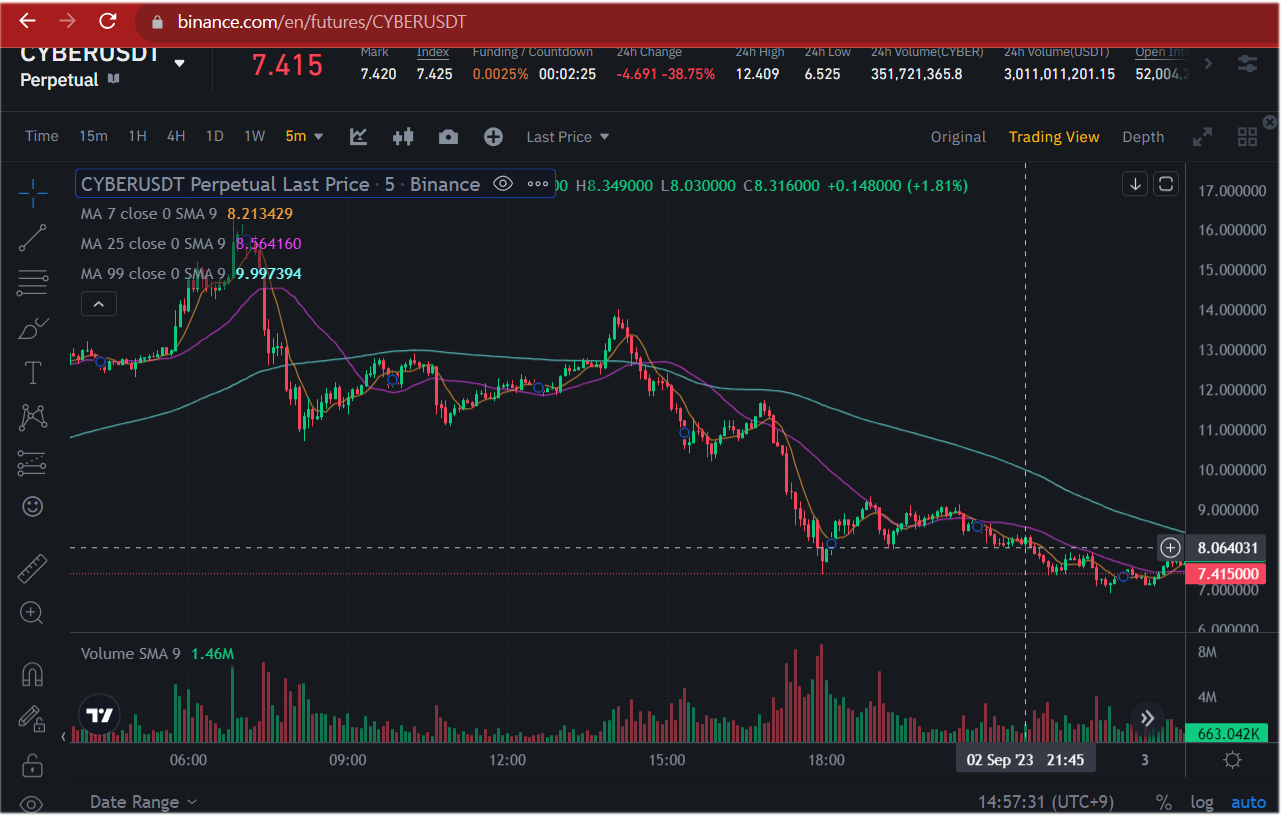 binance.com/en/futures/CYBERUSDT
CYBERUSDT
Perpetual
7.415
Mark
7.420
Index
7.425
Funding / Countdown
0.0025% 00:02:25
24h Change
-4.691 -38.75%
24h High
12.409
24h Low
6.525
24h Volume(CYBER)
351,721,365.8
24h Volume(USDT)
3,011,011,201.15
Open Int
52,004,2
Time 15m 1H 4H 1D 1W 5m Last Price Original Trading View Depth
CYBERUSDT Perpetual Last Price · 5 · Binance 00 H8.349000 L8.030000 C8.316000 +0.148000 (+1.81%)
MA 7 close 0 SMA 9 8.213429
MA 25 close 0 SMA 9 8.564160
MA 99 close 0 SMA 9 9.997394
17.000000
16.000000
15.000000
14.000000
13.000000
12.000000
11.000000
10.000000
9.000000
8.064031
7.415000
7.000000
6.000000
Volume SMA 9 1.46M
8M
4M
663.042K
06:00 09:00 12:00 15:00 18:00 02 Sep '23 21:45 3
Date Range 14:57:31 (UTC+9) % log auto